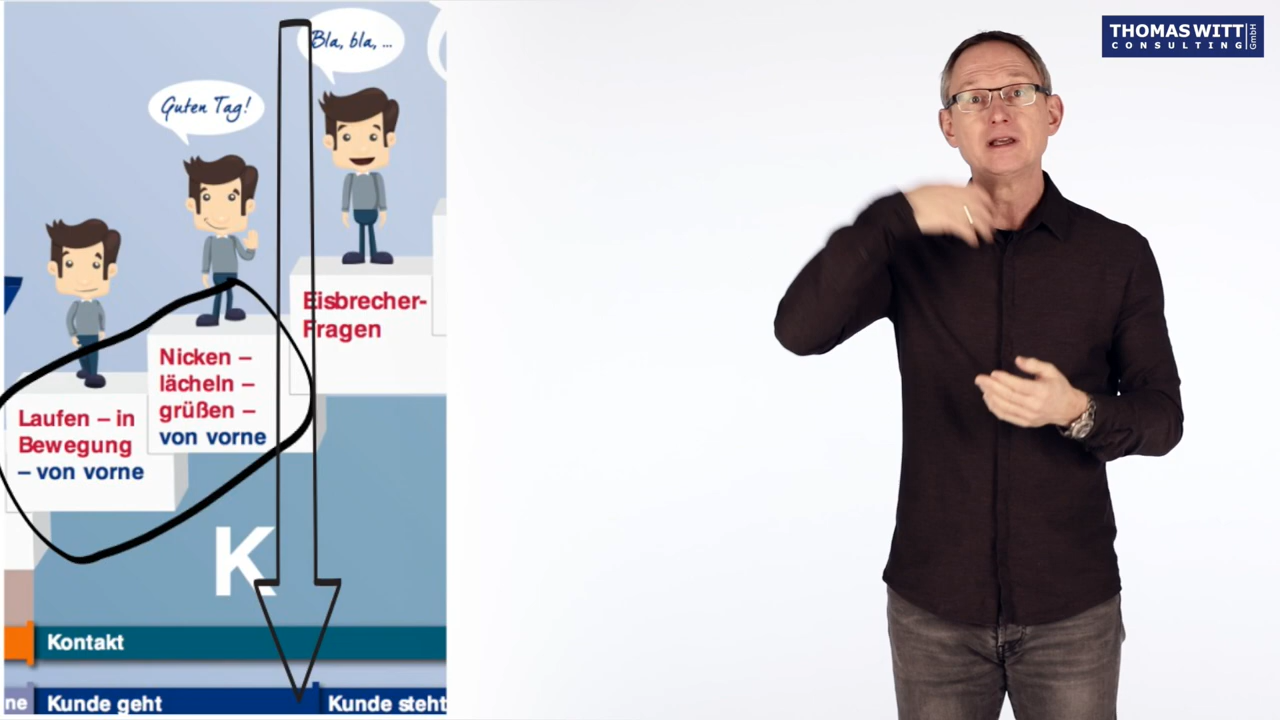 Bla, bla, ...
Guten Tag!
Eisbrecher-
Fragen
Nicken –
lächeln –
grüßen –
von vorne
Laufen – in
Bewegung
– von vorne
K
Kontakt
ne
Kunde geht
Kunde steht
THOMAS WITT
CONSULTING
GmbH